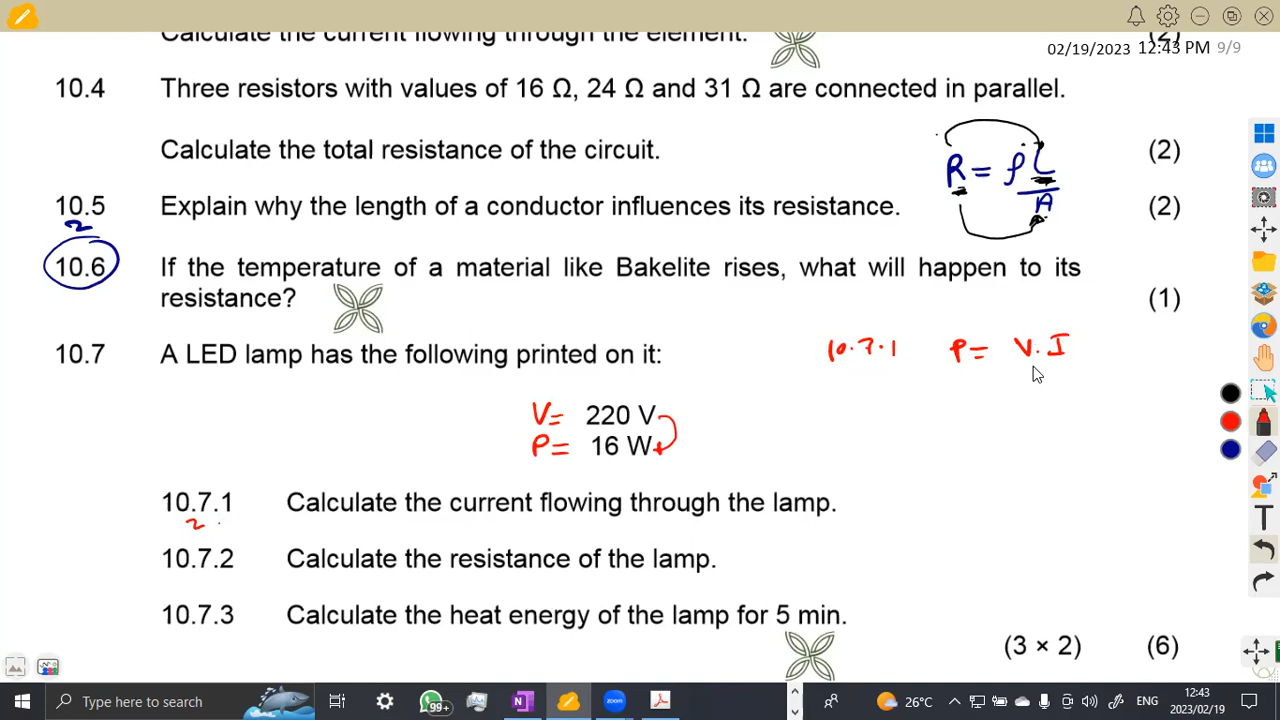 Calculate the current flowing through the element. (2)
02/19/2023 12:43 PM 9/9
10.4 Three resistors with values of 16 Ω, 24 Ω and 31 Ω are connected in parallel.
Calculate the total resistance of the circuit. (2)
R = ρ L
A
10.5 Explain why the length of a conductor influences its resistance. (2)
2
10.6 If the temperature of a material like Bakelite rises, what will happen to its
resistance? (1)
10.7 A LED lamp has the following printed on it:
10.7.1 P = V.I
V= 220 V
P= 16 W
10.7.1 Calculate the current flowing through the lamp.
2
10.7.2 Calculate the resistance of the lamp.
10.7.3 Calculate the heat energy of the lamp for 5 min.
(3 × 2) (6)
T
Type here to search
99+
N
zoom
26°C
ENG
12:43
2023/02/19